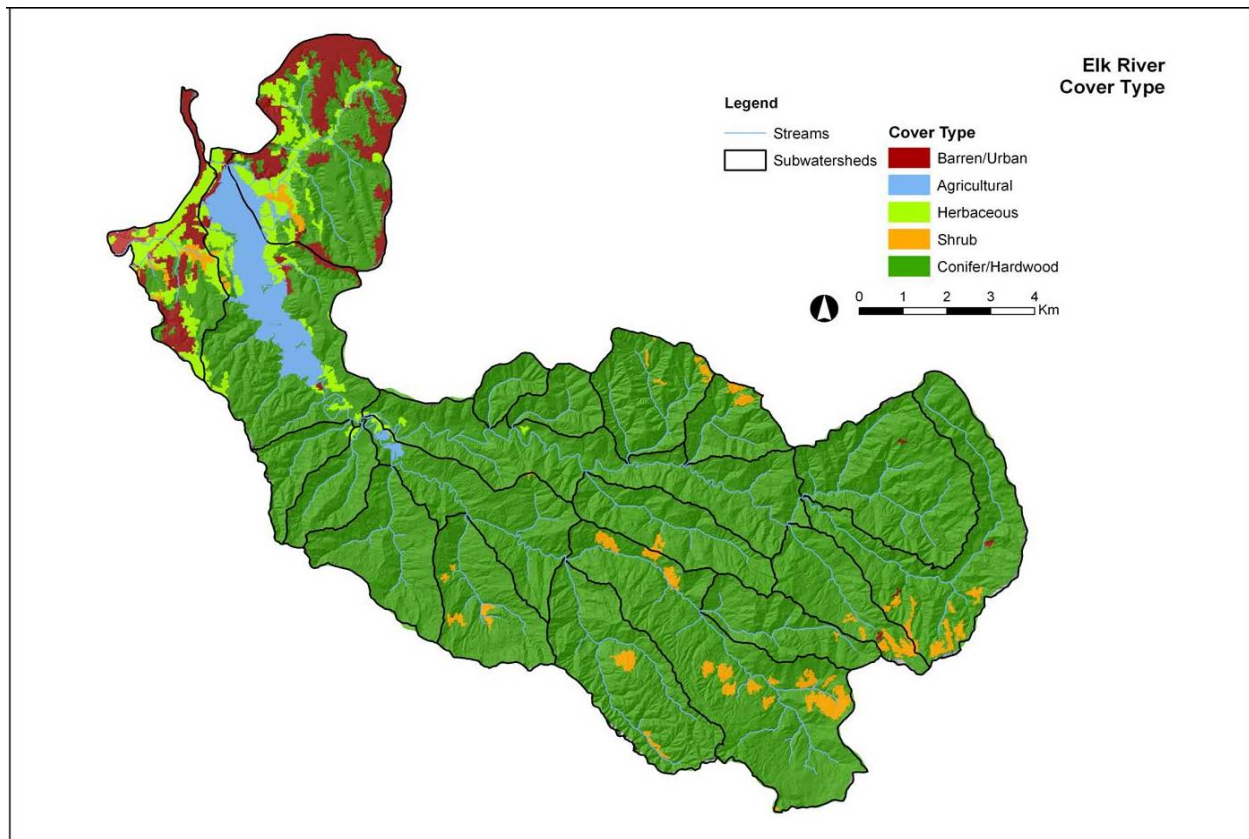 Elk River
Cover Type
Legend
Streams
Subwatersheds
Cover Type
Barren/Urban
Agricultural
Herbaceous
Shrub
Conifer/Hardwood
0 1 2 3 4
Km